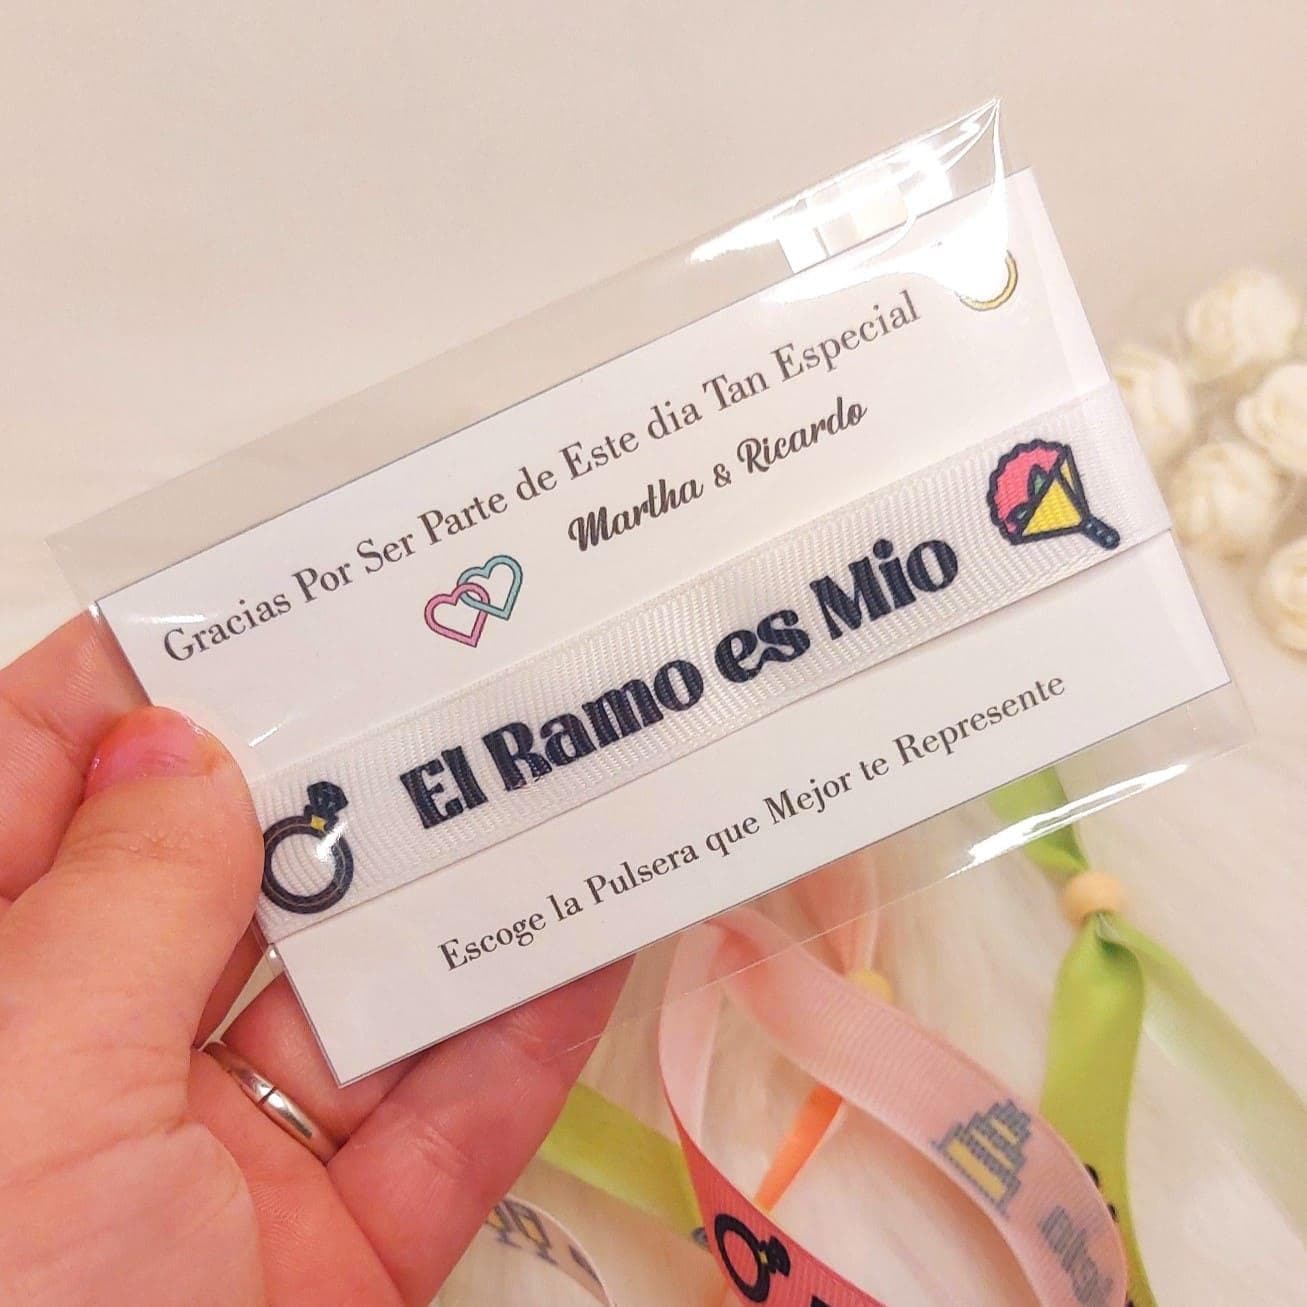 Gracias Por Ser Parte de Este dia Tan Especial
Martha & Ricardo
El Ramo es Mio
Escoge la Pulsera que Mejor te Represente